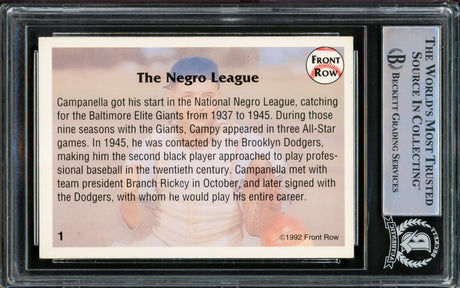 FRONT
ROW
The Negro League
Campanella got his start in the National Negro League, catching
for the Baltimore Elite Giants from 1937 to 1945. During those
nine seasons with the Giants, Campy appeared in three All-Star
games. In 1945, he was contacted by the Brooklyn Dodgers,
making him the second black player approached to play profes-
sional baseball in the twentieth century. Campanella met with
team president Branch Rickey in October, and later signed with
the Dodgers, with whom he would play his entire career.
1
©1992 Front Row
THE WORLD'S MOST TRUSTED
SOURCE IN COLLECTING™
BECKETT GRADING SERVICES